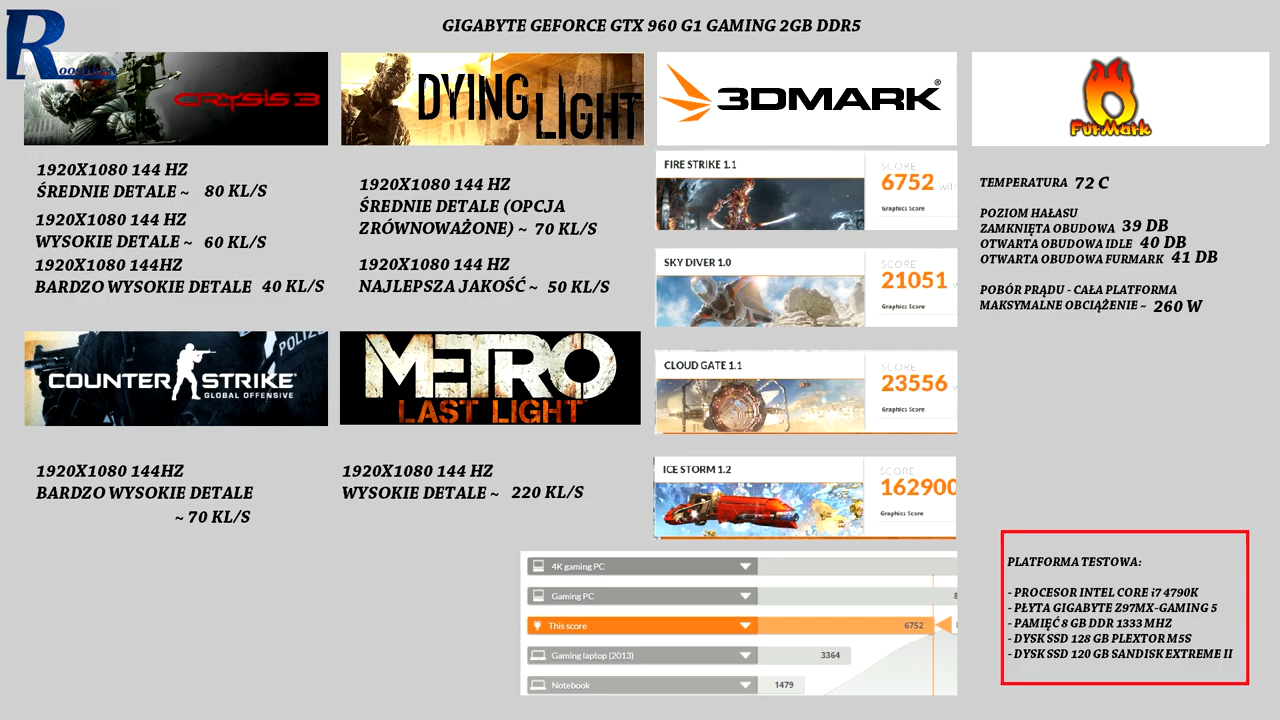 GIGABYTE GEFORCE GTX 960 G1 GAMING 2GB DDR5
R
CRYSIS 3
1920X1080 144 HZ
ŚREDNIE DETALE ~ 80 KL/S
1920X1080 144 HZ
WYSOKIE DETALE ~ 60 KL/S
1920X1080 144HZ
BARDZO WYSOKIE DETALE 40 KL/S
DYING
LIGHT
1920X1080 144 HZ
ŚREDNIE DETALE (OPCJA
ZRÓWNOWAŻONE) ~ 70 KL/S
1920X1080 144 HZ
NAJLEPSZA JAKOŚĆ ~ 50 KL/S
POLIZ
COUNTER STRIKE
GLOBAL OFFENSIVE
1920X1080 144HZ
BARDZO WYSOKIE DETALE
~ 70 KL/S
METRO
LAST LIGHT
1920X1080 144 HZ
WYSOKIE DETALE ~ 220 KL/S
3DMARK®
FIRE STRIKE 1.1
SCORE
6752 wit
Graphics Score
SKY DIVER 1.0
SCORE
21051 w
Graphics Score
CLOUD GATE 1.1
SCORE
23556 w
Graphics Score
ICE STORM 1.2
SCORE
162900
Graphics Score
4K gaming PC
Gaming PC 8
This score 6752
Gaming laptop (2013) 3364
Notebook 1479
FurMark
TEMPERATURA 72 C
POZIOM HAŁASU
ZAMKNIĘTA OBUDOWA 39 DB
OTWARTA OBUDOWA IDLE 40 DB
OTWARTA OBUDOWA FURMARK 41 DB
POBÓR PRĄDU - CAŁA PLATFORMA
MAKSYMALNE OBCIĄŻENIE ~ 260 W
PLATFORMA TESTOWA:
- PROCESOR INTEL CORE i7 4790K
- PŁYTA GIGABYTE Z97MX-GAMING 5
- PAMIĘĆ 8 GB DDR 1333 MHZ
- DYSK SSD 128 GB PLEXTOR M5S
- DYSK SSD 120 GB SANDISK EXTREME II